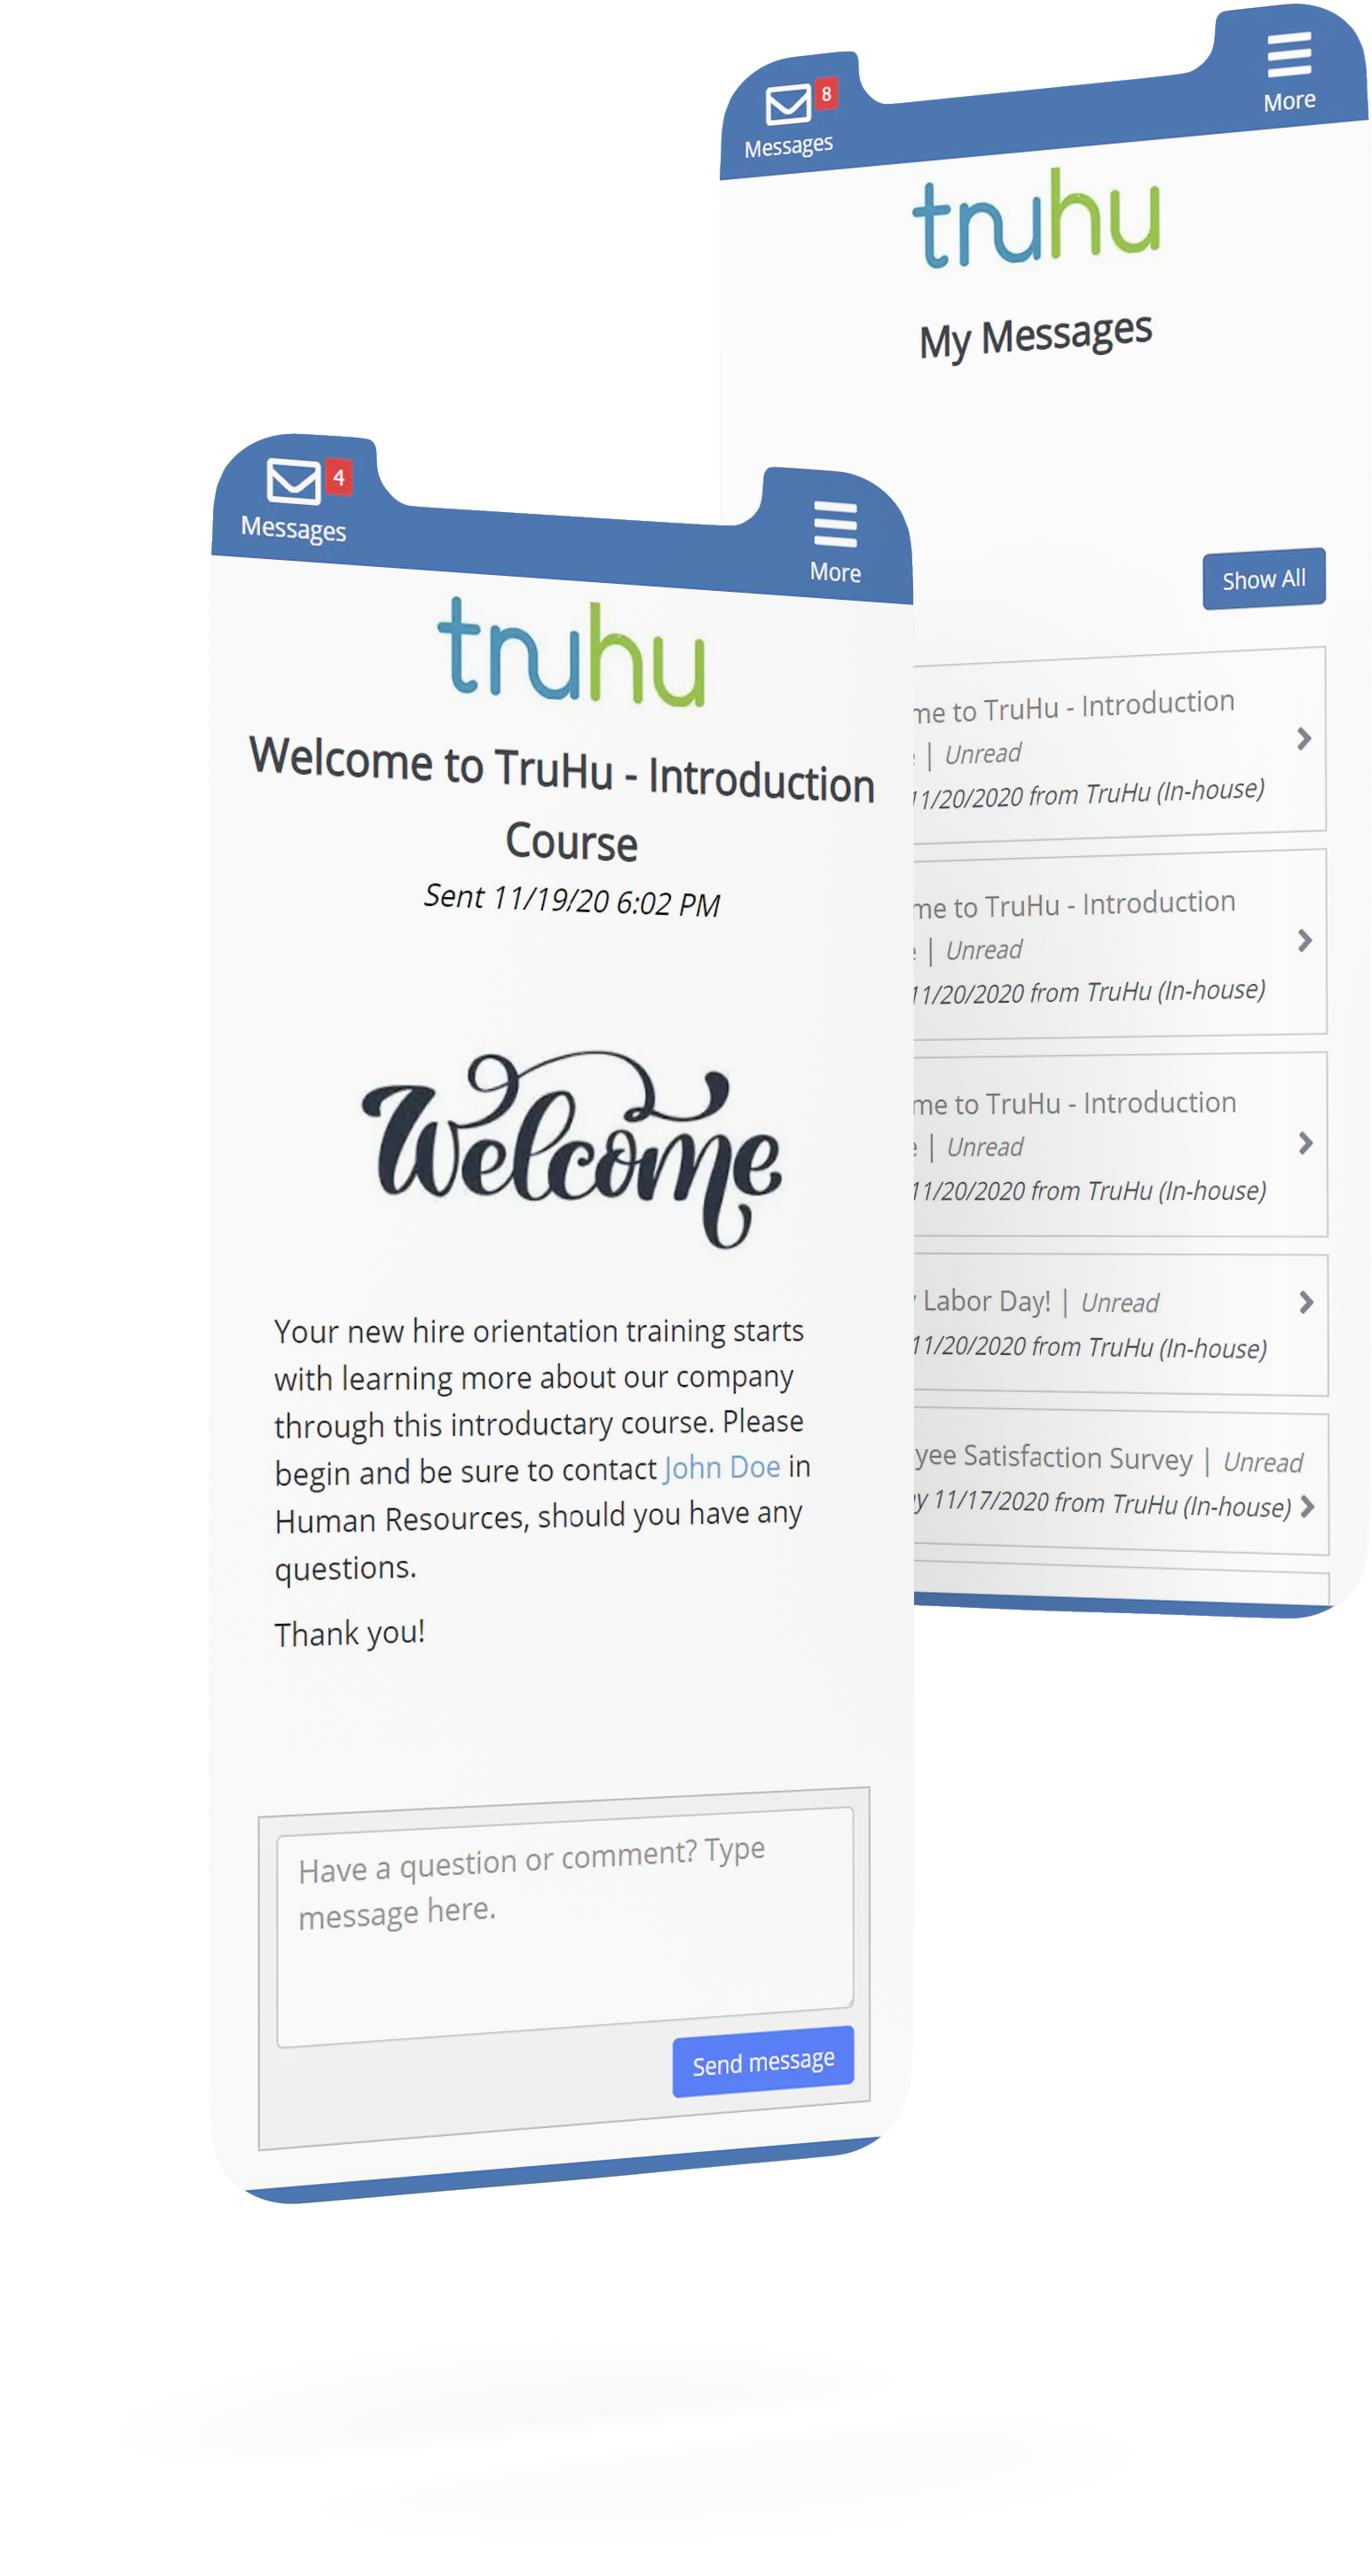 8
Messages
More
truhu
My Messages
Show All
to TruHu - Introduction
| Unread
11/20/2020 from TruHu (In-house)
to TruHu - Introduction
| Unread
11/20/2020 from TruHu (In-house)
to TruHu - Introduction
| Unread
11/20/2020 from TruHu (In-house)
Labor Day! | Unread
11/20/2020 from TruHu (In-house)
Satisfaction Survey | Unread
11/17/2020 from TruHu (In-house)
4
Messages
More
truhu
Welcome to TruHu - Introduction
Course
Sent 11/19/20 6:02 PM
Welcome
Your new hire orientation training starts
with learning more about our company
through this introductary course. Please
begin and be sure to contact John Doe in
Human Resources, should you have any
questions.
Thank you!
Have a question or comment? Type
message here.
Send message